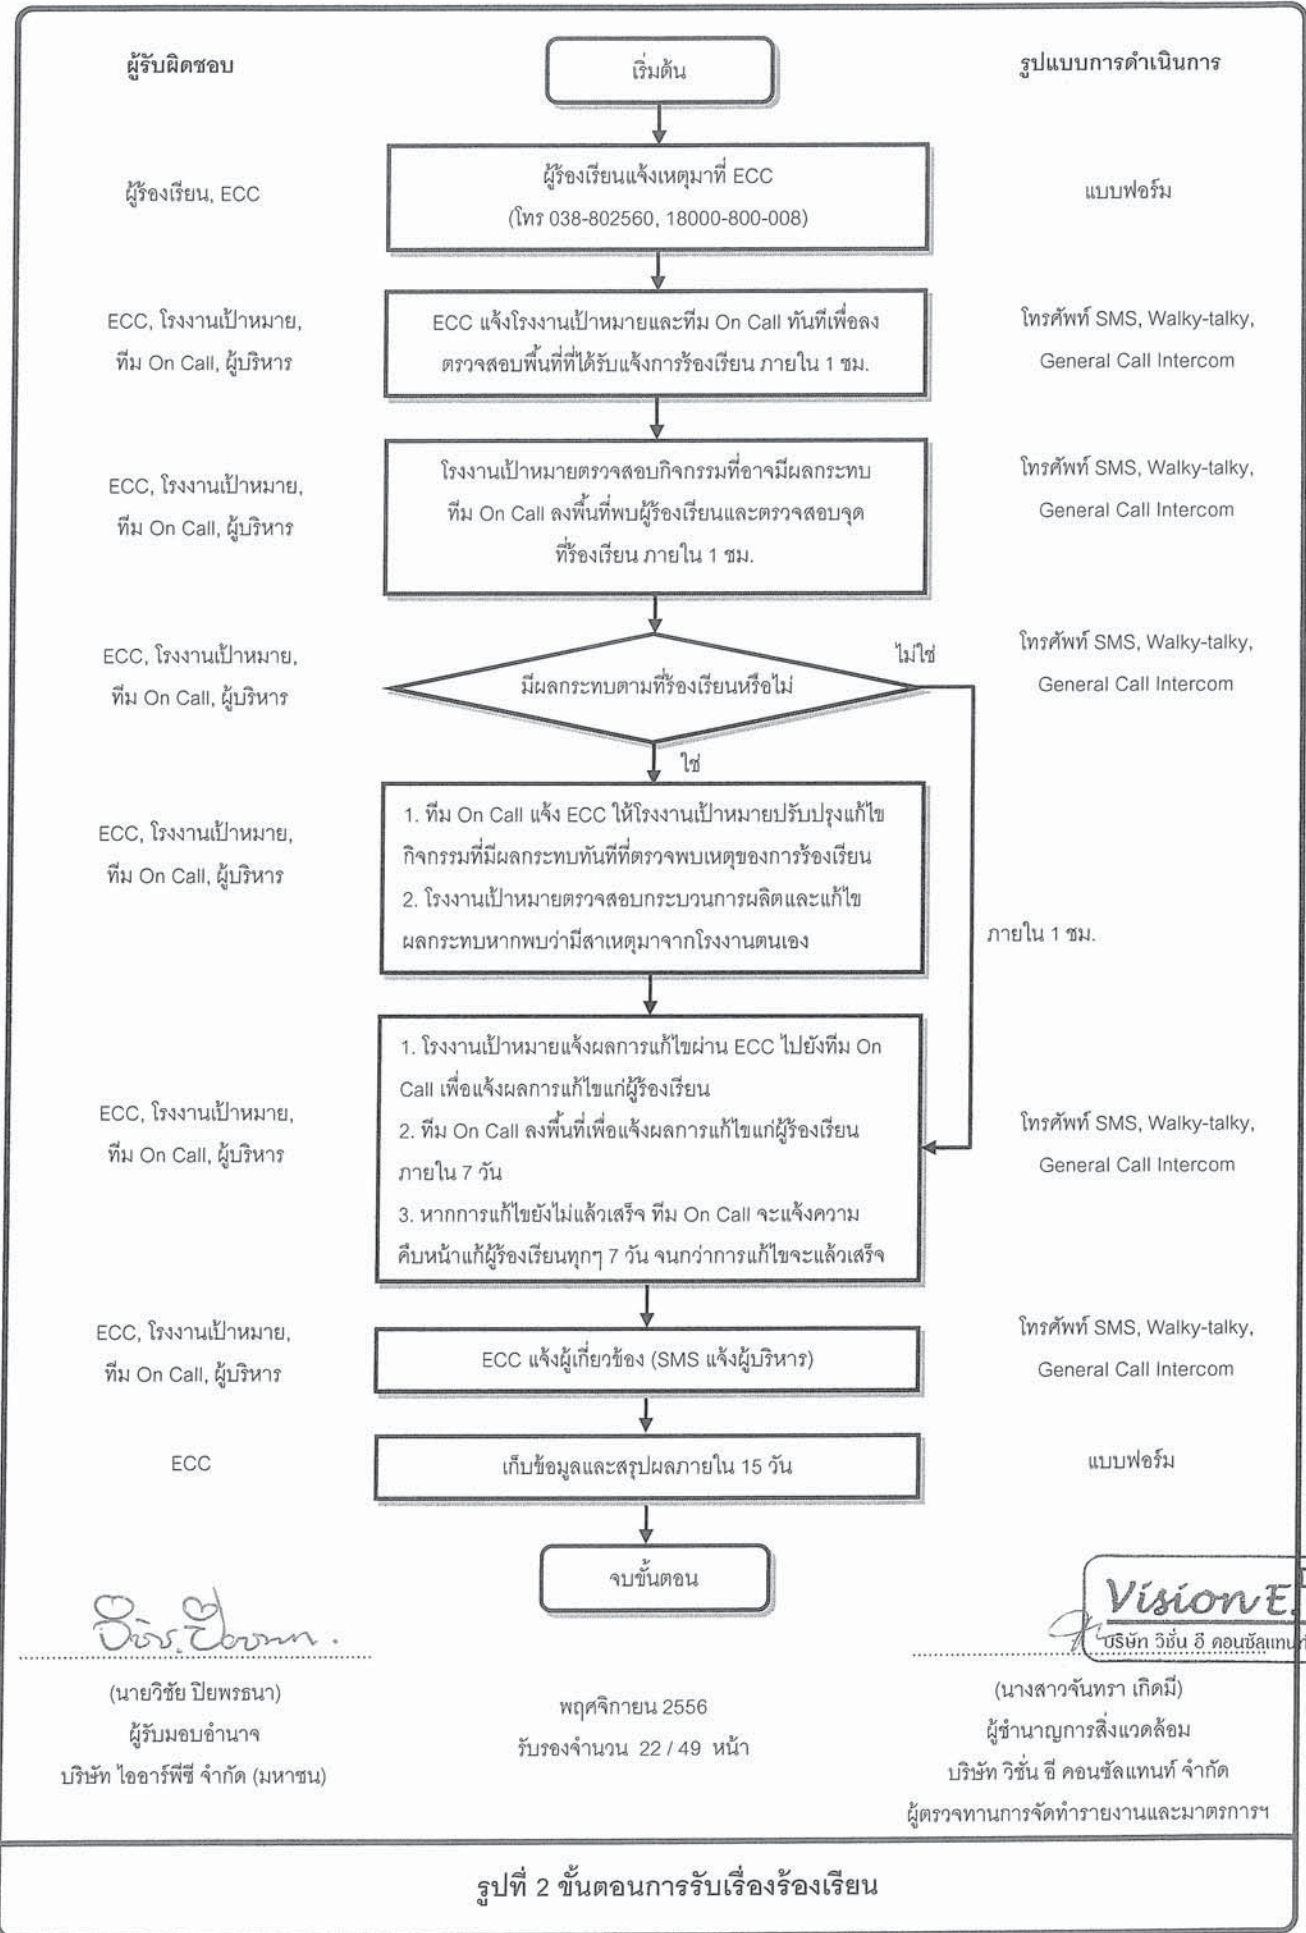 ผู้รับผิดชอบ
เริ่มต้น
รูปแบบการดำเนินการ
ผู้ร้องเรียน, ECC
ผู้ร้องเรียนแจ้งเหตุมาที่ ECC
(โทร 038-802560, 18000-800-008)
แบบฟอร์ม
ECC, โรงงานเป้าหมาย,
ทีม On Call, ผู้บริหาร
ECC แจ้งโรงงานเป้าหมายและทีม On Call ทันทีเพื่อลง
ตรวจสอบพื้นที่ที่ได้รับแจ้งการร้องเรียน ภายใน 1 ชม.
โทรศัพท์ SMS, Walky-talky,
General Call Intercom
ECC, โรงงานเป้าหมาย,
ทีม On Call, ผู้บริหาร
โรงงานเป้าหมายตรวจสอบกิจกรรมที่อาจมีผลกระทบ
ทีม On Call ลงพื้นที่พบผู้ร้องเรียนและตรวจสอบจุด
ที่ร้องเรียน ภายใน 1 ชม.
โทรศัพท์ SMS, Walky-talky,
General Call Intercom
ECC, โรงงานเป้าหมาย,
ทีม On Call, ผู้บริหาร
มีผลกระทบตามที่ร้องเรียนหรือไม่
ไม่ใช่
โทรศัพท์ SMS, Walky-talky,
General Call Intercom
ใช่
ECC, โรงงานเป้าหมาย,
ทีม On Call, ผู้บริหาร
1. ทีม On Call แจ้ง ECC ให้โรงงานเป้าหมายปรับปรุงแก้ไข
กิจกรรมที่มีผลกระทบทันทีที่ตรวจพบเหตุของการร้องเรียน
2. โรงงานเป้าหมายตรวจสอบกระบวนการผลิตและแก้ไข
ผลกระทบหากพบว่ามีสาเหตุมาจากโรงงานตนเอง
ภายใน 1 ชม.
ECC, โรงงานเป้าหมาย,
ทีม On Call, ผู้บริหาร
1. โรงงานเป้าหมายแจ้งผลการแก้ไขผ่าน ECC ไปยังทีม On
Call เพื่อแจ้งผลการแก้ไขแก่ผู้ร้องเรียน
2. ทีม On Call ลงพื้นที่เพื่อแจ้งผลการแก้ไขแก่ผู้ร้องเรียน
ภายใน 7 วัน
3. หากการแก้ไขยังไม่แล้วเสร็จ ทีม On Call จะแจ้งความ
คืบหน้าแก้ผู้ร้องเรียนทุกๆ 7 วัน จนกว่าการแก้ไขจะแล้วเสร็จ
โทรศัพท์ SMS, Walky-talky,
General Call Intercom
ECC, โรงงานเป้าหมาย,
ทีม On Call, ผู้บริหาร
ECC แจ้งผู้เกี่ยวข้อง (SMS แจ้งผู้บริหาร)
โทรศัพท์ SMS, Walky-talky,
General Call Intercom
ECC
เก็บข้อมูลและสรุปผลภายใน 15 วัน
แบบฟอร์ม
จบขั้นตอน
Vision E.
บริษัท วิชั่น อี คอนซัลแทนท์
(นายวิชัย ปิยพรธนา)
ผู้รับมอบอำนาจ
บริษัท ไออาร์พีซี จำกัด (มหาชน)
พฤศจิกายน 2556
รับรองจำนวน 22 / 49 หน้า
(นางสาวจันทรา เกิดมี)
ผู้ชำนาญการสิ่งแวดล้อม
บริษัท วิชั่น อี คอนซัลแทนท์ จำกัด
ผู้ตรวจทานการจัดทำรายงานและมาตรการฯ
รูปที่ 2 ขั้นตอนการรับเรื่องร้องเรียน